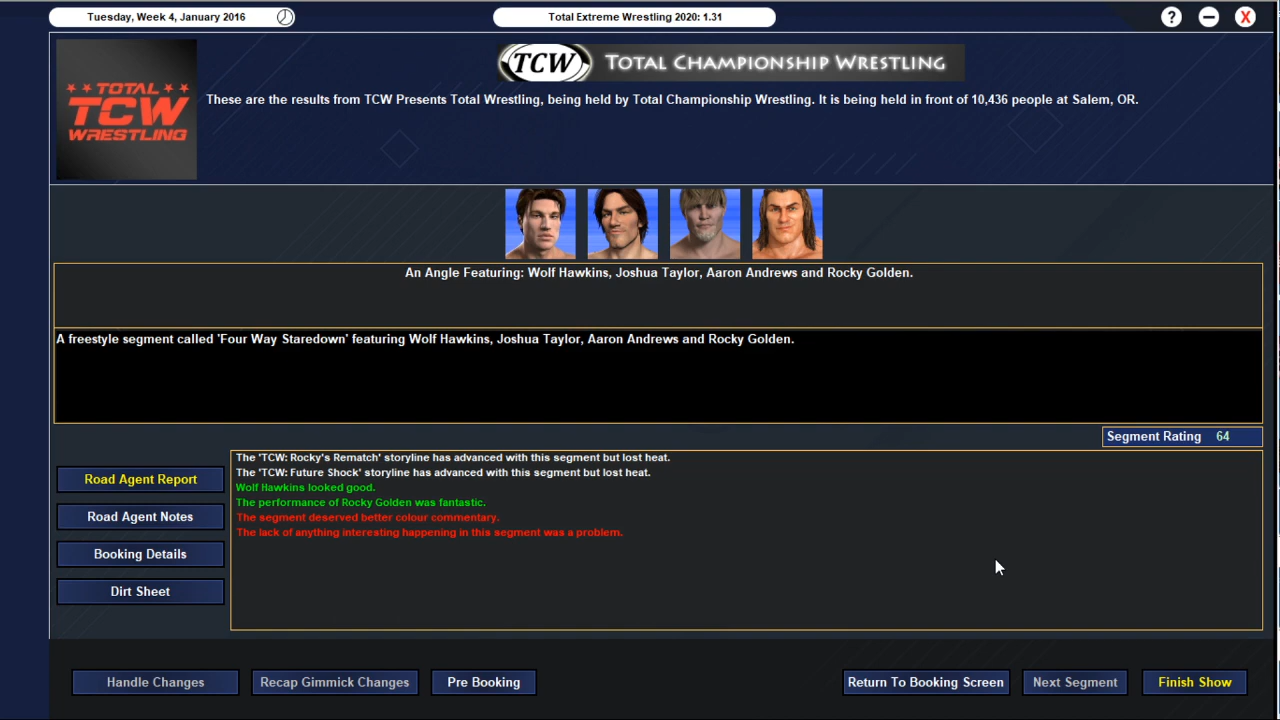 Tuesday, Week 4, January 2016
Total Extreme Wrestling 2020: 1.31
?
X
TCW TOTAL CHAMPIONSHIP WRESTLING
TOTAL
TCW
WRESTLING
These are the results from TCW Presents Total Wrestling, being held by Total Championship Wrestling. It is being held in front of 10,436 people at Salem, OR.
An Angle Featuring: Wolf Hawkins, Joshua Taylor, Aaron Andrews and Rocky Golden.
A freestyle segment called 'Four Way Staredown' featuring Wolf Hawkins, Joshua Taylor, Aaron Andrews and Rocky Golden.
Segment Rating 64
Road Agent Report
Road Agent Notes
Booking Details
Dirt Sheet
The 'TCW: Rocky's Rematch' storyline has advanced with this segment but lost heat.
The 'TCW: Future Shock' storyline has advanced with this segment but lost heat.
Wolf Hawkins looked good.
The performance of Rocky Golden was fantastic.
The segment deserved better colour commentary.
The lack of anything interesting happening in this segment was a problem.
Handle Changes
Recap Gimmick Changes
Pre Booking
Return To Booking Screen
Next Segment
Finish Show